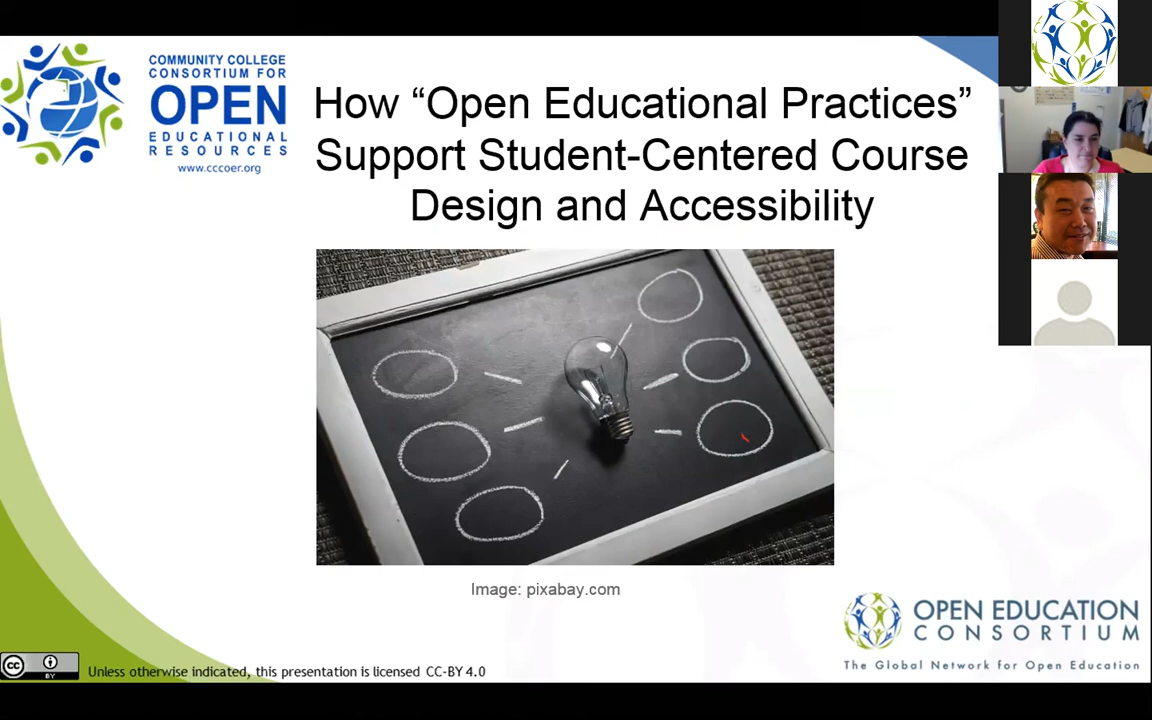 COMMUNITY COLLEGE
CONSORTIUM FOR
OPEN
EDUCATIONAL
RESOURCES
www.cccoer.org
How “Open Educational Practices”
Support Student-Centered Course
Design and Accessibility
Image: pixabay.com
OPEN EDUCATION
CONSORTIUM
The Global Network for Open Education
cc
BY
Unless otherwise indicated, this presentation is licensed CC-BY 4.0